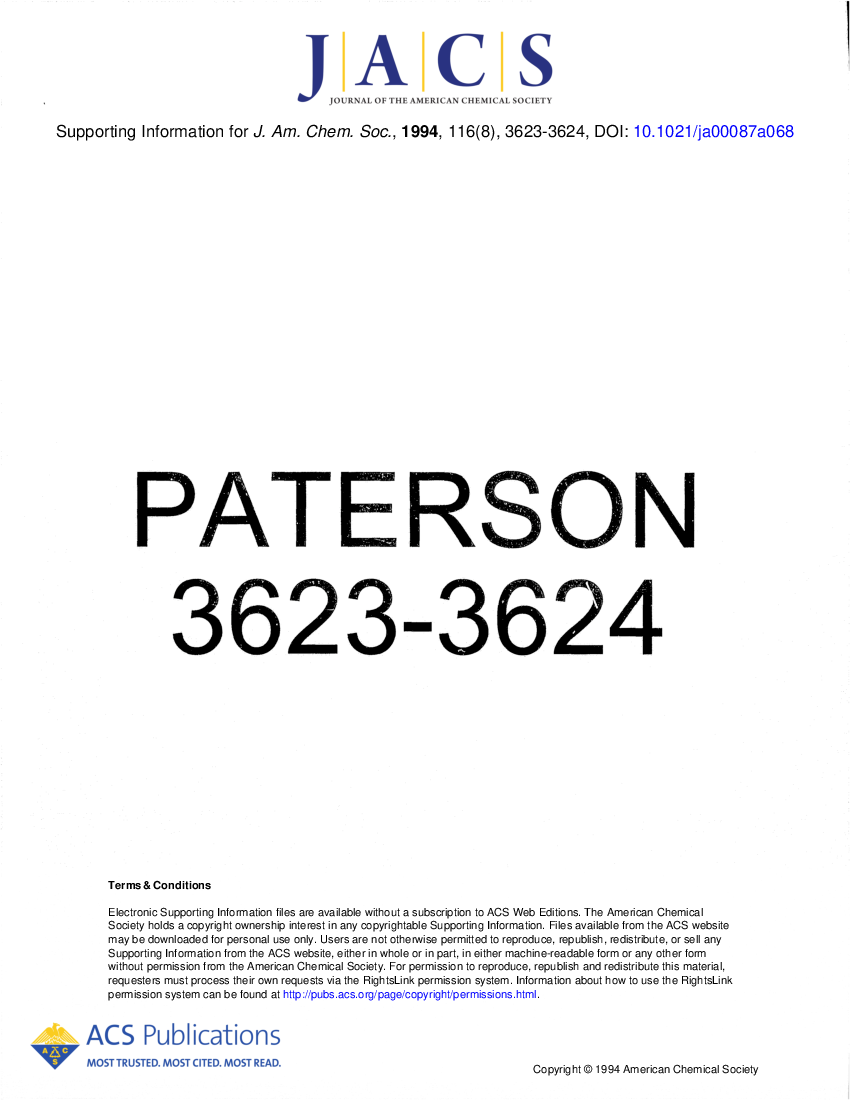 J|A|C|S
JOURNAL OF THE AMERICAN CHEMICAL SOCIETY
Supporting Information for J. Am. Chem. Soc., 1994, 116(8), 3623-3624, DOI: 10.1021/ja00087a068
PATERSON
3623-3624
Terms & Conditions
Electronic Supporting Information files are available without a subscription to ACS Web Editions. The American Chemical
Society holds a copyright ownership interest in any copyrightable Supporting Information. Files available from the ACS website
may be downloaded for personal use only. Users are not otherwise permitted to reproduce, republish, redistribute, or sell any
Supporting Information from the ACS website, either in whole or in part, in either machine-readable form or any other form
without permission from the American Chemical Society. For permission to reproduce, republish and redistribute this material,
requesters must process their own requests via the RightsLink permission system. Information about how to use the RightsLink
permission system can be found at http://pubs.acs.org/page/copyright/permissions.html.
ACS Publications
MOST TRUSTED. MOST CITED. MOST READ.
A C S
Copyright © 1994 American Chemical Society